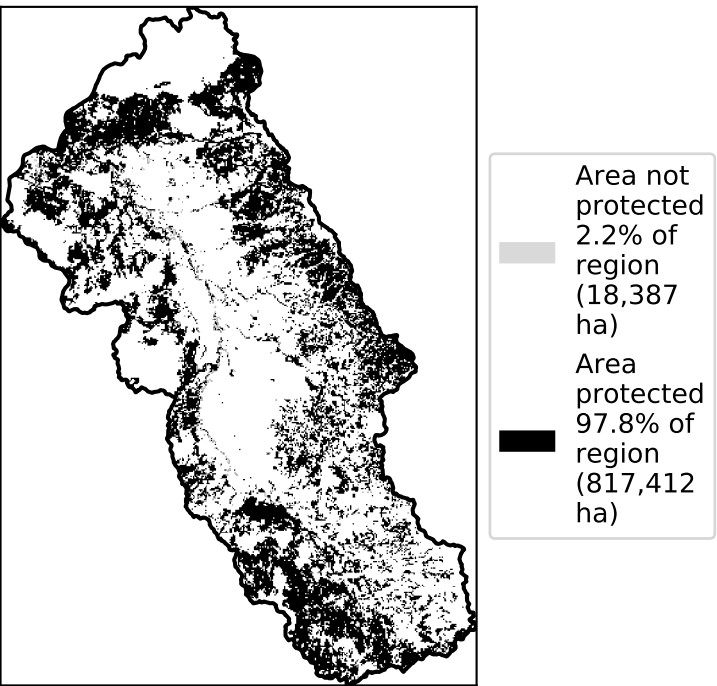 Area not
protected
2.2% of
region
(18,387
ha)
Area
protected
97.8% of
region
(817,412
ha)